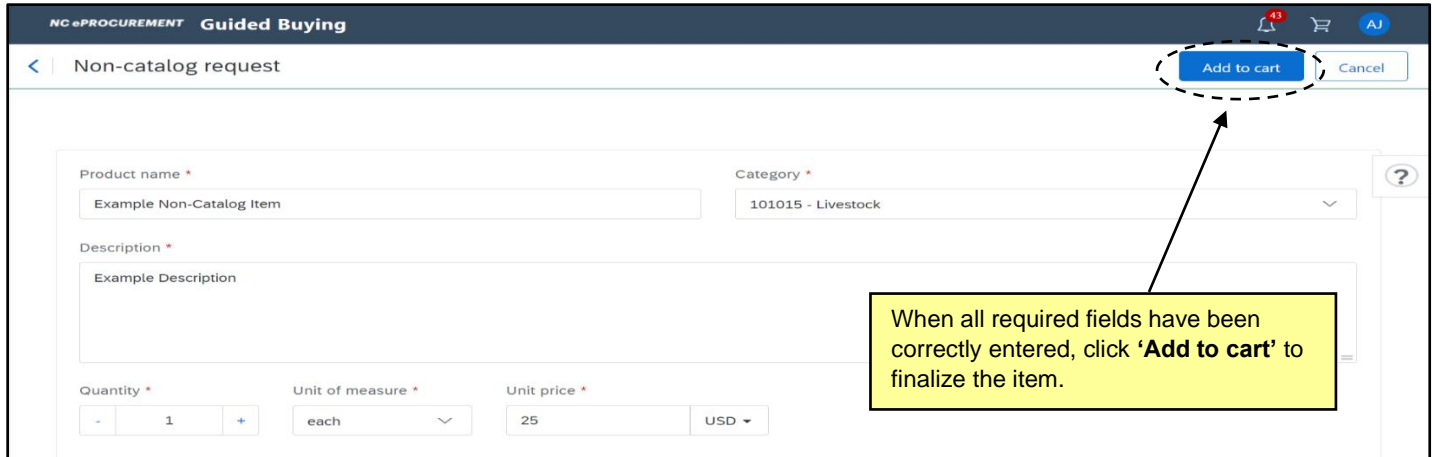 NC ePROCUREMENT Guided Buying
43
AJ
Non-catalog request
Add to cart
Cancel
Product name *
Category *
?
Example Non-Catalog Item
101015 - Livestock
Description *
Example Description
When all required fields have been
correctly entered, click ‘Add to cart’ to
finalize the item.
Quantity *
Unit of measure *
Unit price *
- 1 +
each
25
USD